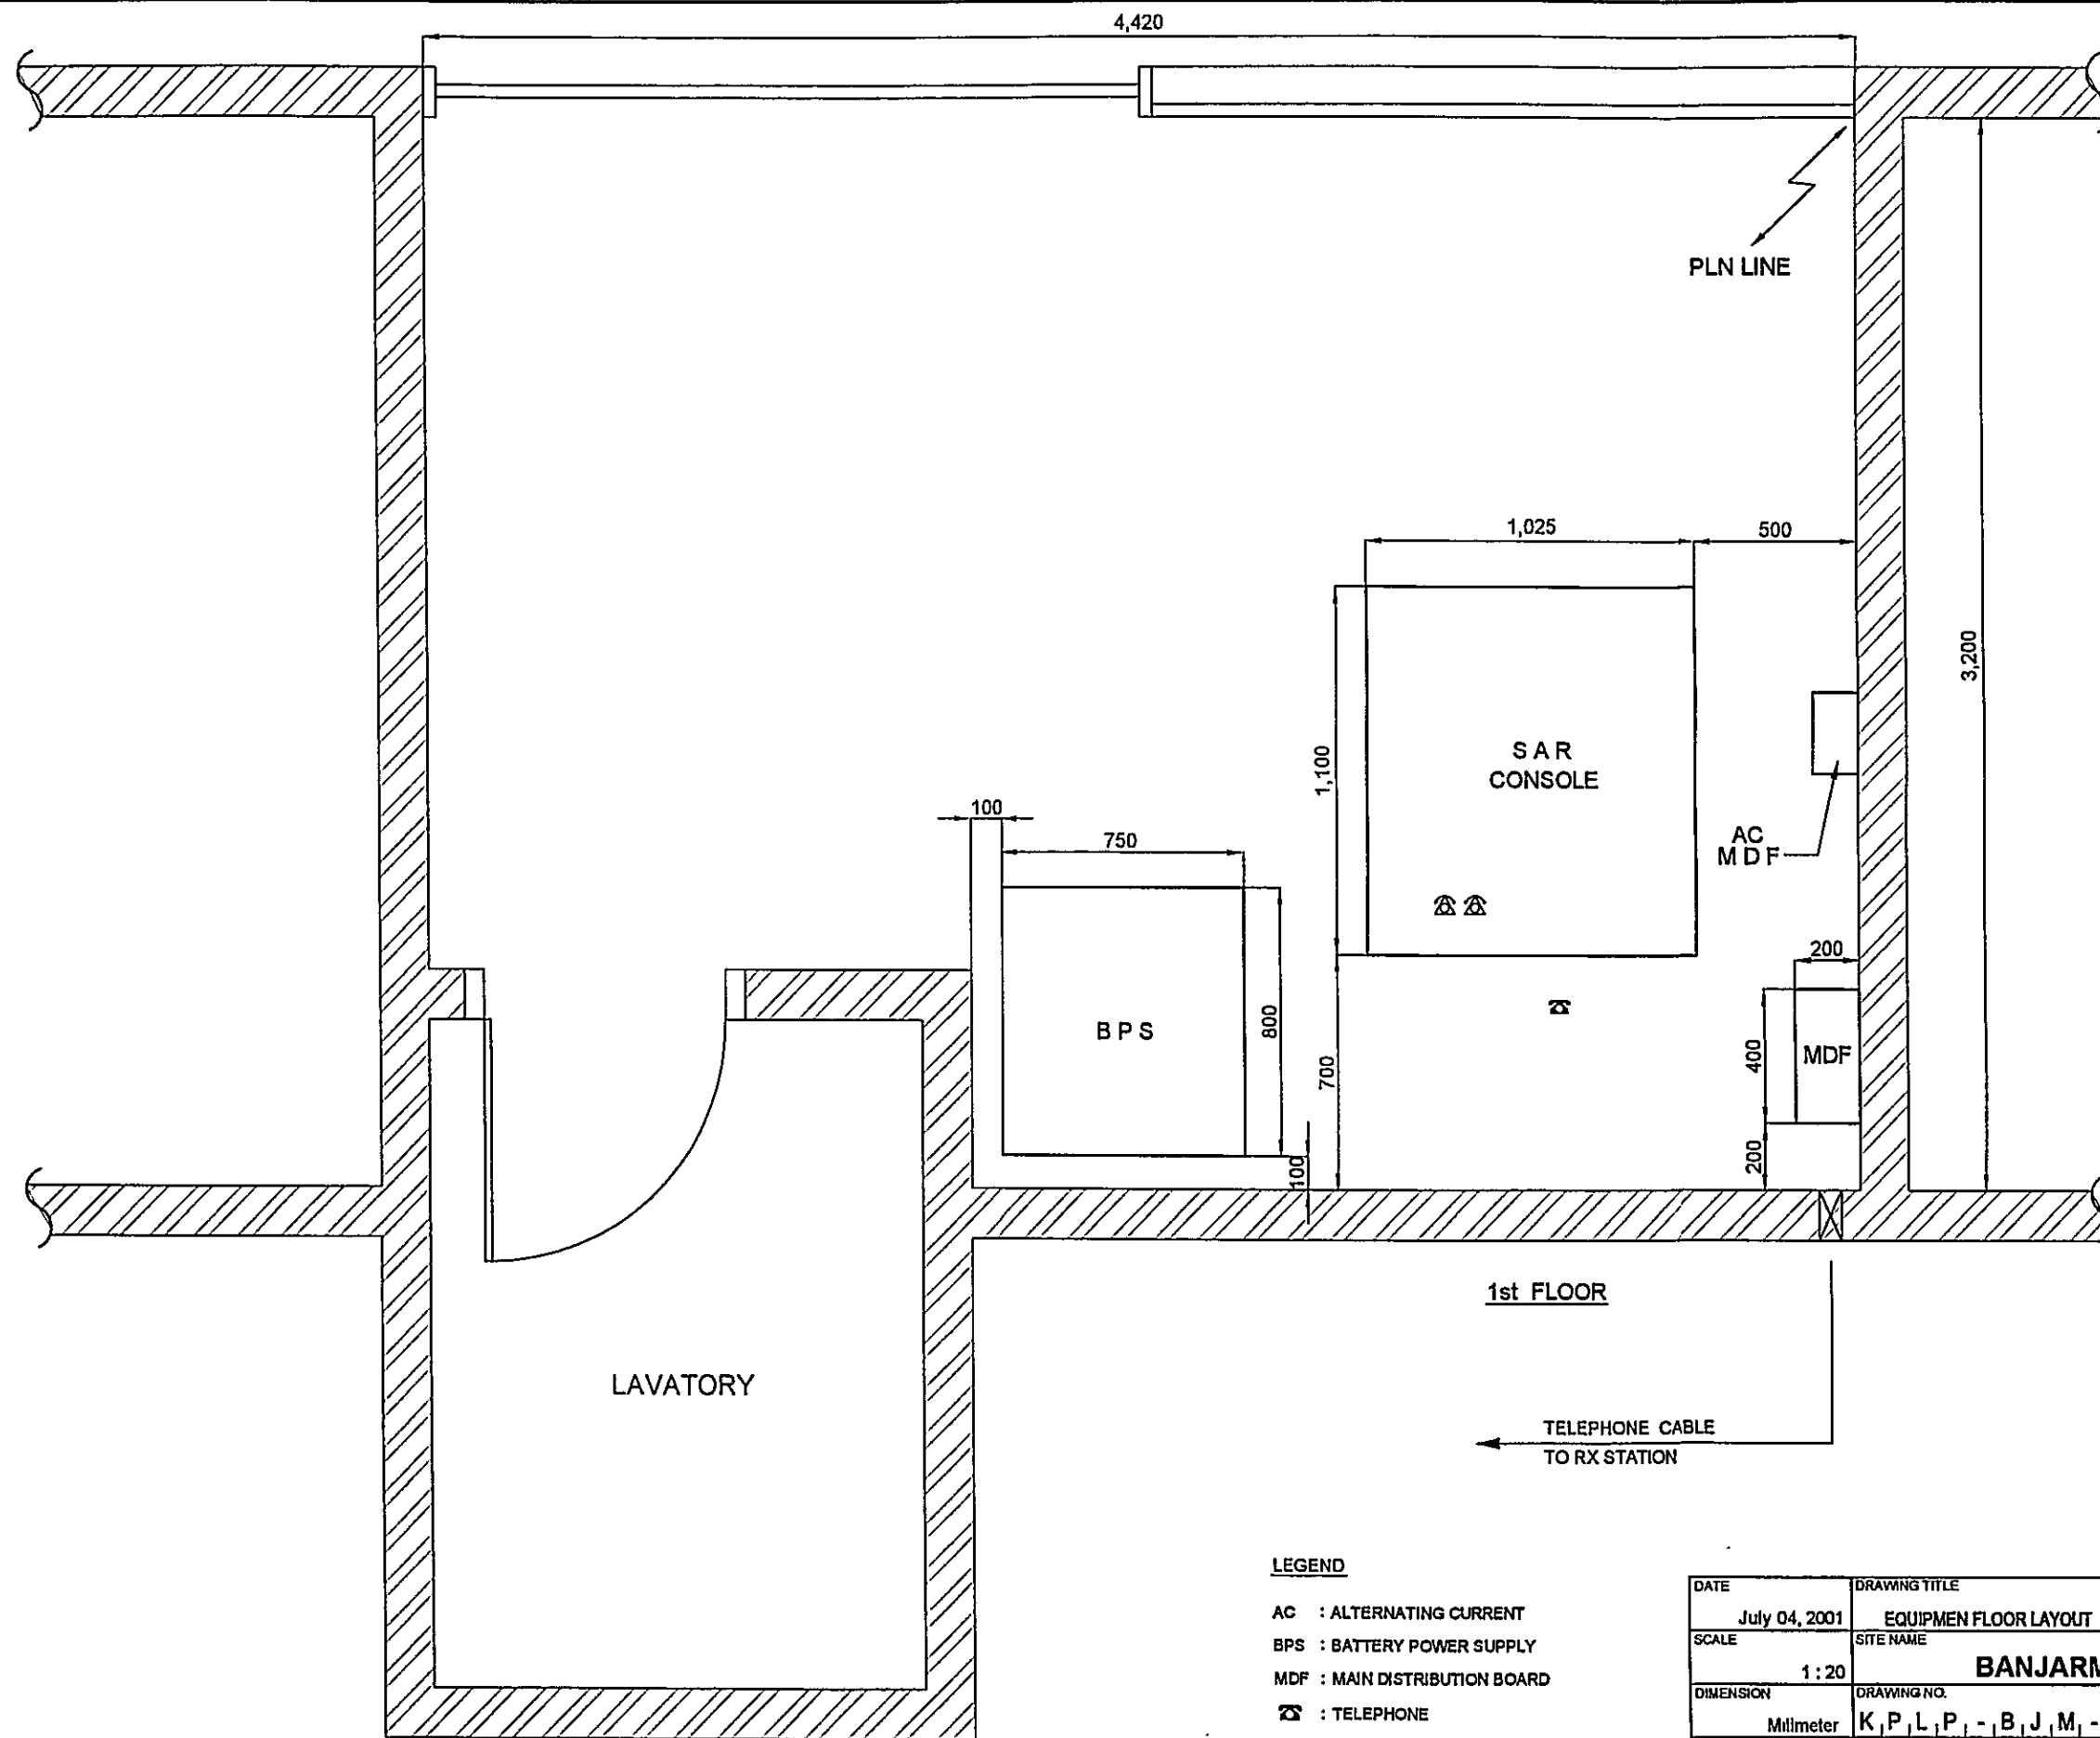 4,420
PLN LINE
1,025
500
3,200
1,100
S A R
CONSOLE
AC
M D F
100
750
200
B P S
800
700
400
MDF
100
200
1st FLOOR
LAVATORY
TELEPHONE CABLE
TO RX STATION
LEGEND
AC : ALTERNATING CURRENT
BPS : BATTERY POWER SUPPLY
MDF : MAIN DISTRIBUTION BOARD
: TELEPHONE
DATE
July 04, 2001
DRAWING TITLE
EQUIPMEN FLOOR LAYOUT
SCALE
1 : 20
SITE NAME
BANJARM
DIMENSION
Millmeter
DRAWING NO.
K P L P - B J M -